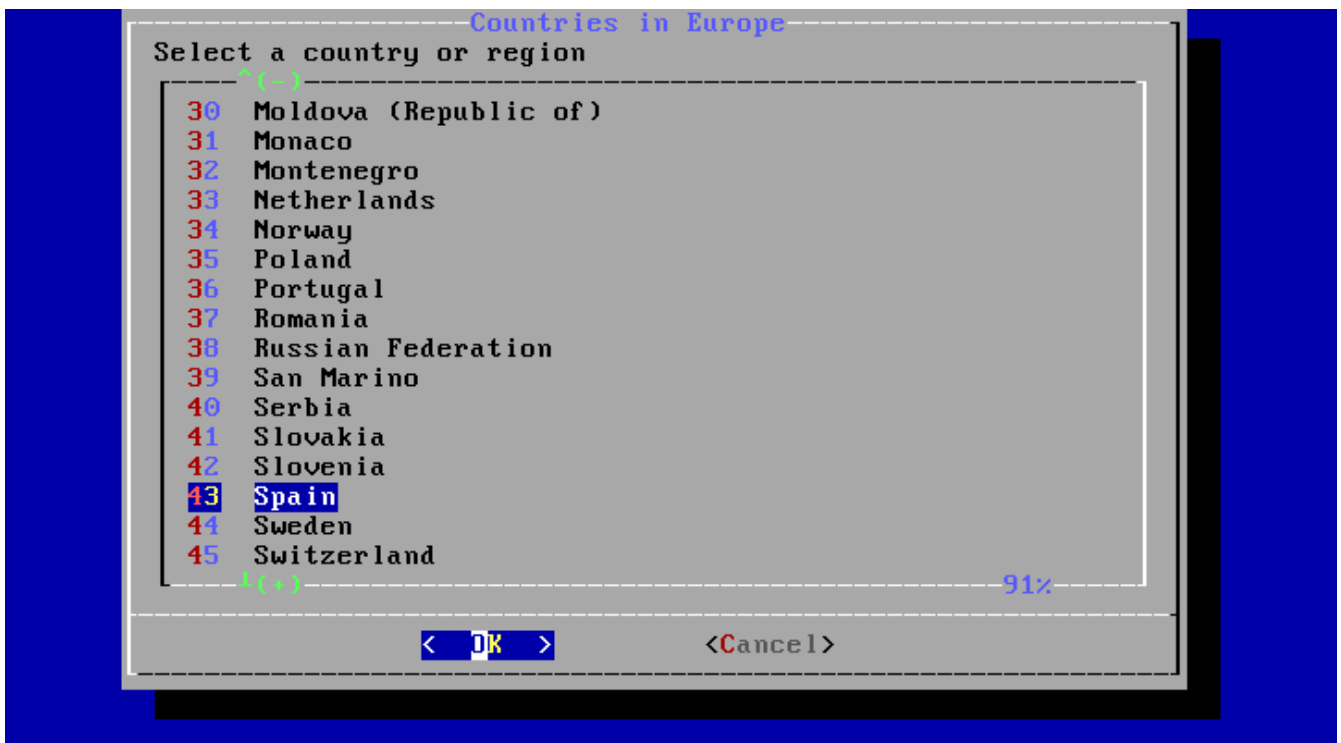 Countries in Europe
Select a country or region
^(-)
30 Moldova (Republic of)
31 Monaco
32 Montenegro
33 Netherlands
34 Norway
35 Poland
36 Portugal
37 Romania
38 Russian Federation
39 San Marino
40 Serbia
41 Slovakia
42 Slovenia
43 Spain
44 Sweden
45 Switzerland
┴(+) 91%
< OK > <Cancel>